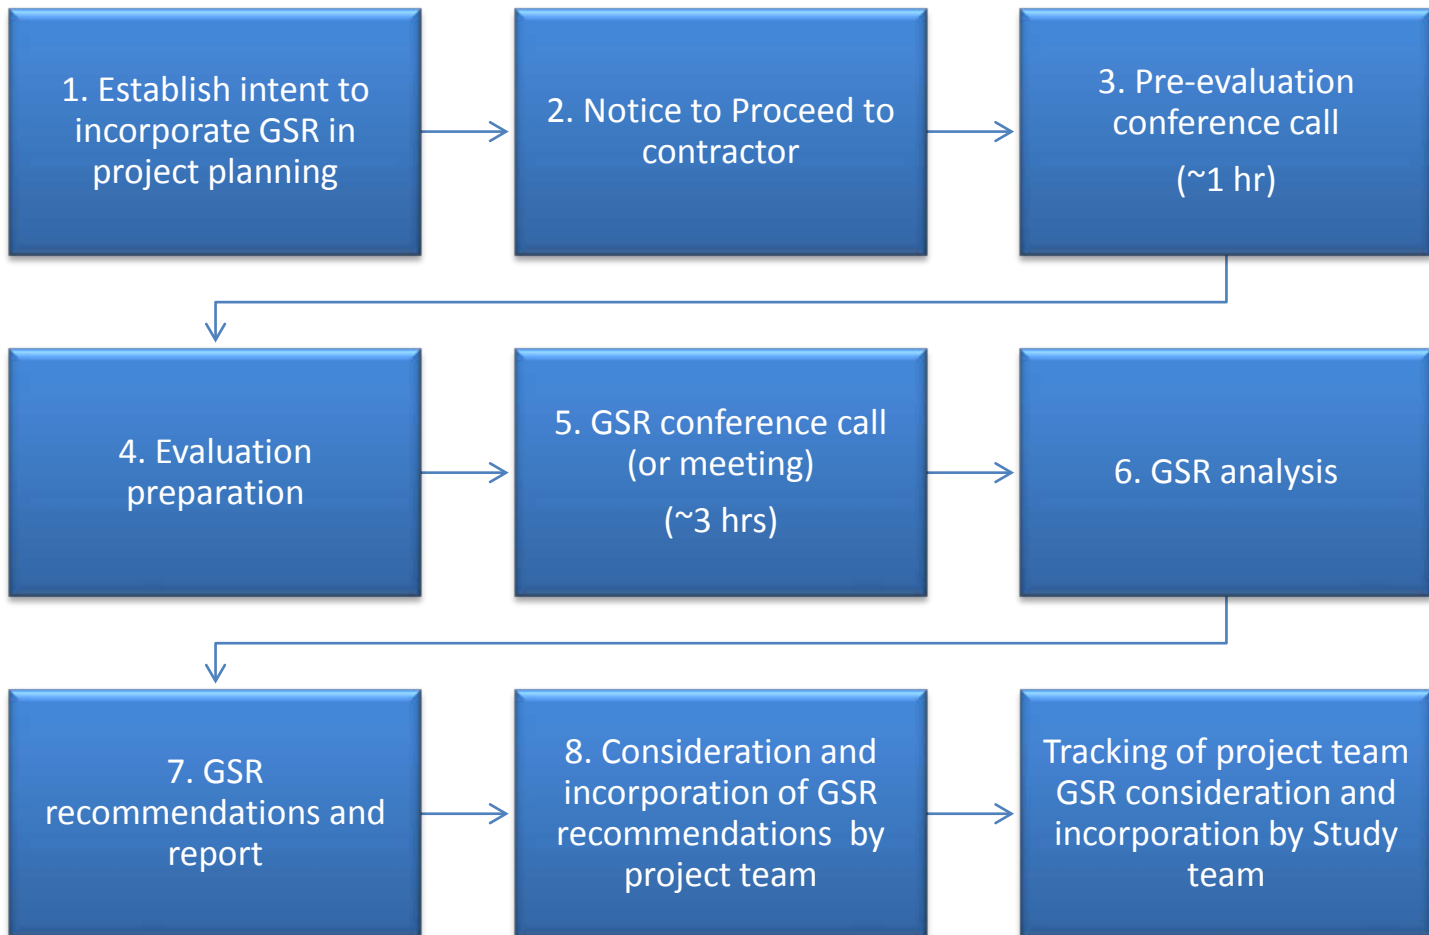 1. Establish intent to
incorporate GSR in
project planning
2. Notice to Proceed to
contractor
3. Pre-evaluation
conference call
(~1 hr)
4. Evaluation
preparation
5. GSR conference call
(or meeting)
(~3 hrs)
6. GSR analysis
7. GSR
recommendations and
report
8. Consideration and
incorporation of GSR
recommendations by
project team
Tracking of project team
GSR consideration and
incorporation by Study
team